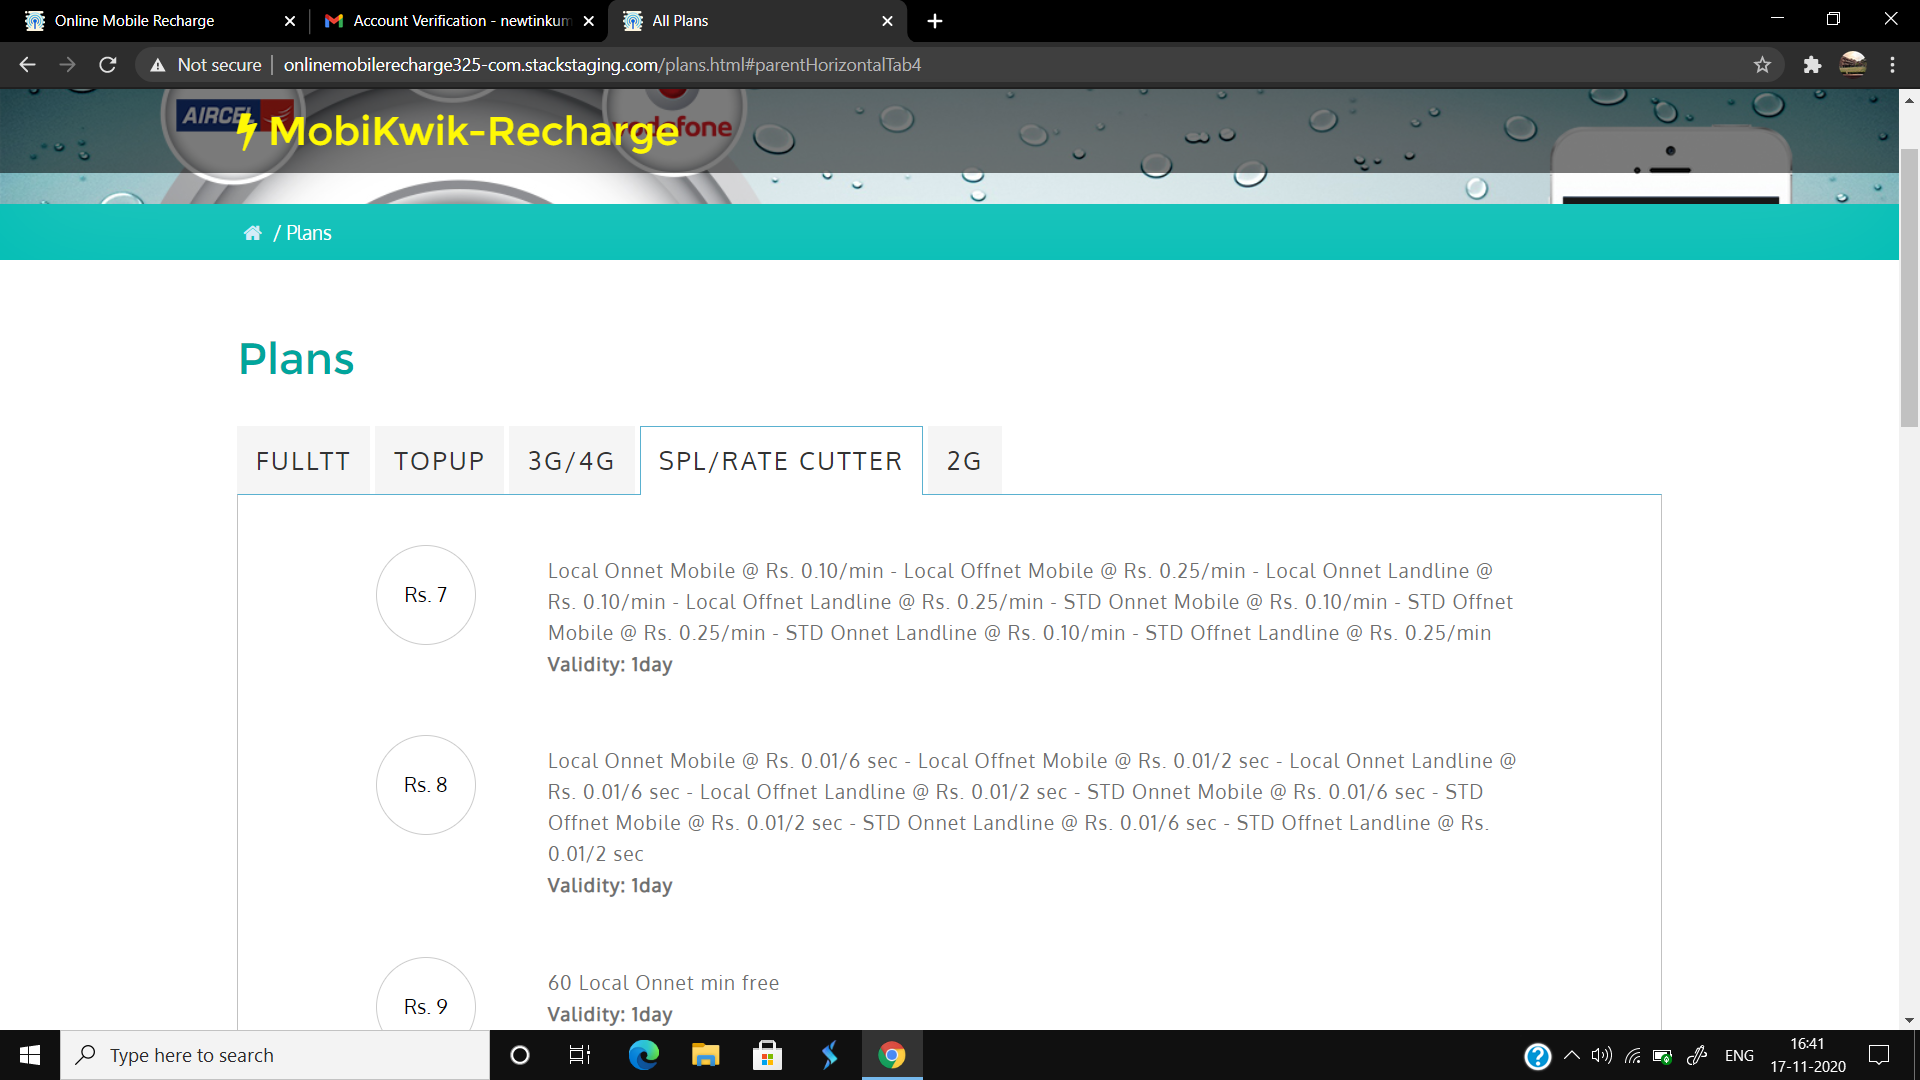 Online Mobile Recharge
Account Verification - newtinkum
All Plans
Not secure
onlinemobilerecharge325-com.stackstaging.com/plans.html#parentHorizontalTab4
AIRCEL
vodafone
MobiKwik-Recharge
/ Plans
Plans
FULLTT
TOPUP
3G/4G
SPL/RATE CUTTER
2G
Rs. 7
Local Onnet Mobile @ Rs. 0.10/min - Local Offnet Mobile @ Rs. 0.25/min - Local Onnet Landline @
Rs. 0.10/min - Local Offnet Landline @ Rs. 0.25/min - STD Onnet Mobile @ Rs. 0.10/min - STD Offnet
Mobile @ Rs. 0.25/min - STD Onnet Landline @ Rs. 0.10/min - STD Offnet Landline @ Rs. 0.25/min
Validity: 1day
Rs. 8
Local Onnet Mobile @ Rs. 0.01/6 sec - Local Offnet Mobile @ Rs. 0.01/2 sec - Local Onnet Landline @
Rs. 0.01/6 sec - Local Offnet Landline @ Rs. 0.01/2 sec - STD Onnet Mobile @ Rs. 0.01/6 sec - STD
Offnet Mobile @ Rs. 0.01/2 sec - STD Onnet Landline @ Rs. 0.01/6 sec - STD Offnet Landline @ Rs.
0.01/2 sec
Validity: 1day
Rs. 9
60 Local Onnet min free
Validity: 1day
Type here to search
ENG
16:41
17-11-2020